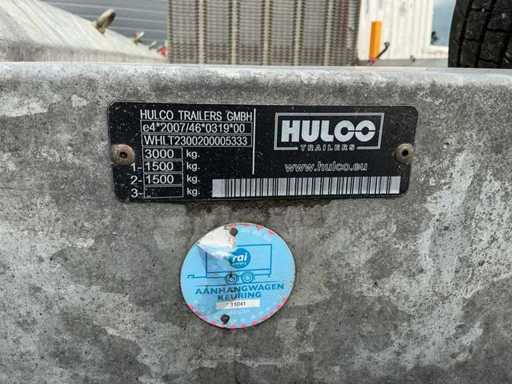 HULCO TRAILERS GMBH
e4*2007/46*0319*00
WHLT2300200005333
3000 kg.
1- 1500 kg.
2- 1500 kg.
3- - kg.
HULCO
TRAILERS
www.hulco.eu
rai
AANHANGWAGEN
KEURING